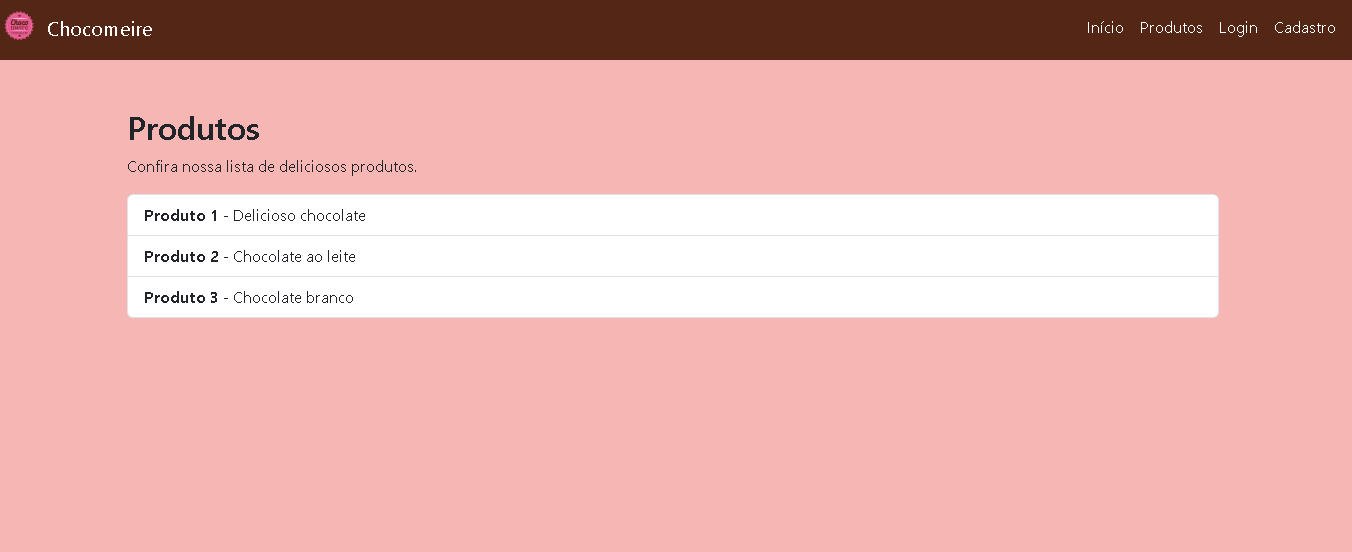 Choco
Chocomeire
Início Produtos Login Cadastro
Produtos
Confira nossa lista de deliciosos produtos.
Produto 1 - Delicioso chocolate
Produto 2 - Chocolate ao leite
Produto 3 - Chocolate branco